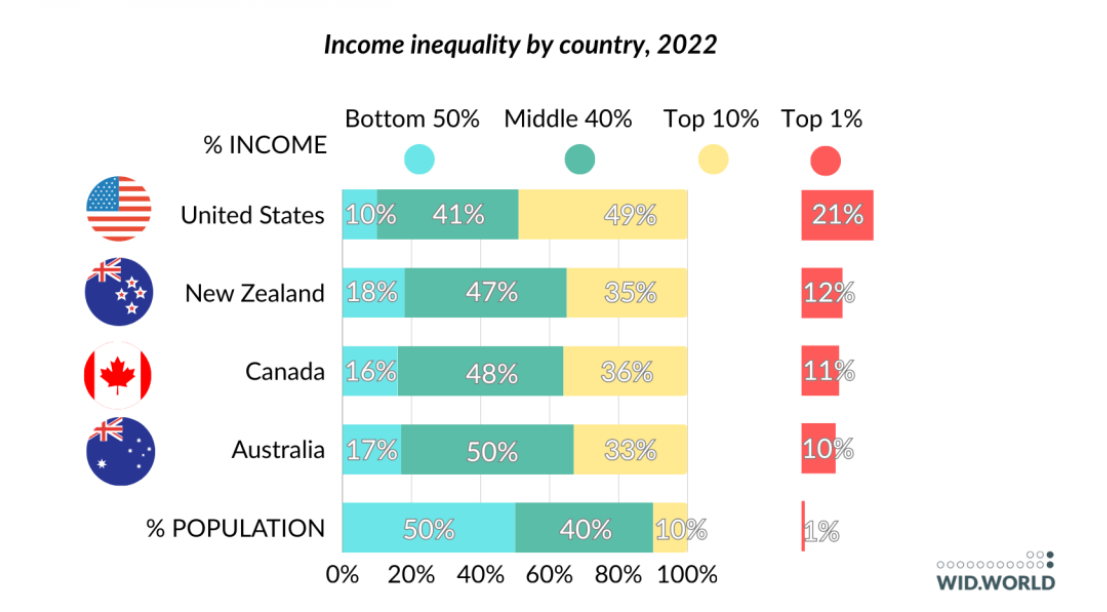 Income inequality by country, 2022
Bottom 50% Middle 40% Top 10% Top 1%
% INCOME
United States 10% 41% 49% 21%
New Zealand 18% 47% 35% 12%
Canada 16% 48% 36% 11%
Australia 17% 50% 33% 10%
% POPULATION 50% 40% 10% 1%
0% 20% 40% 60% 80% 100%
WID.WORLD